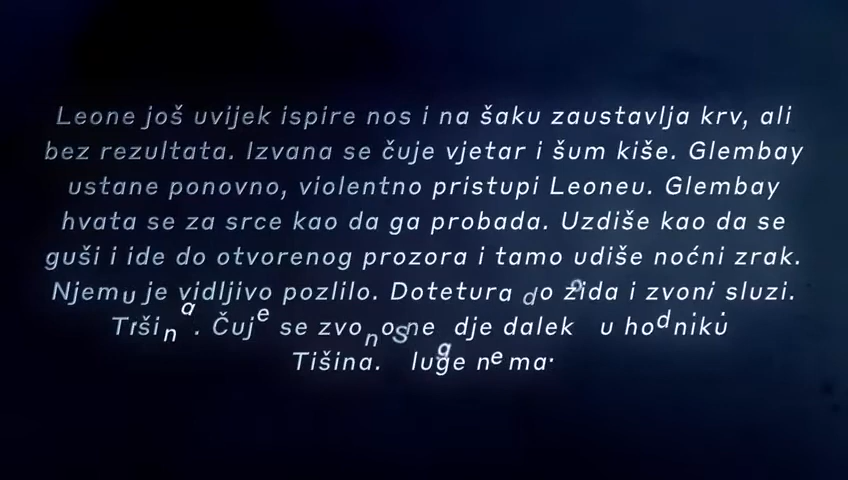 Leone još uvijek ispire nos i na šaku zaustavlja krv, ali
bez rezultata. Izvana se čuje vjetar i šum kiše. Glembay
ustane ponovno, violentno pristupi Leoneu. Glembay
hvata se za srce kao da ga probada. Uzdiše kao da se
guši i ide do otvorenog prozora i tamo udiše noćni zrak.
Njemu je vidljivo pozlilo. Dotetura do zida i zvoni sluzi.
Tišina. Čuje se zvono negdje daleko u hodniku
Tišina. Sluge nema.